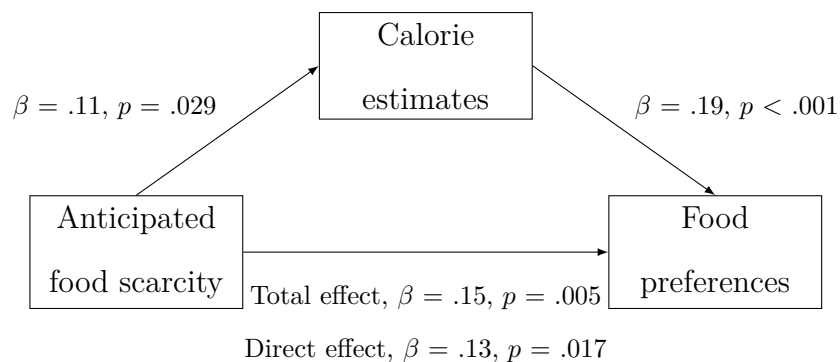 Calorie
estimates
β = .11, p = .029
β = .19, p < .001
Anticipated
food scarcity
Food
preferences
Total effect, β = .15, p = .005
Direct effect, β = .13, p = .017